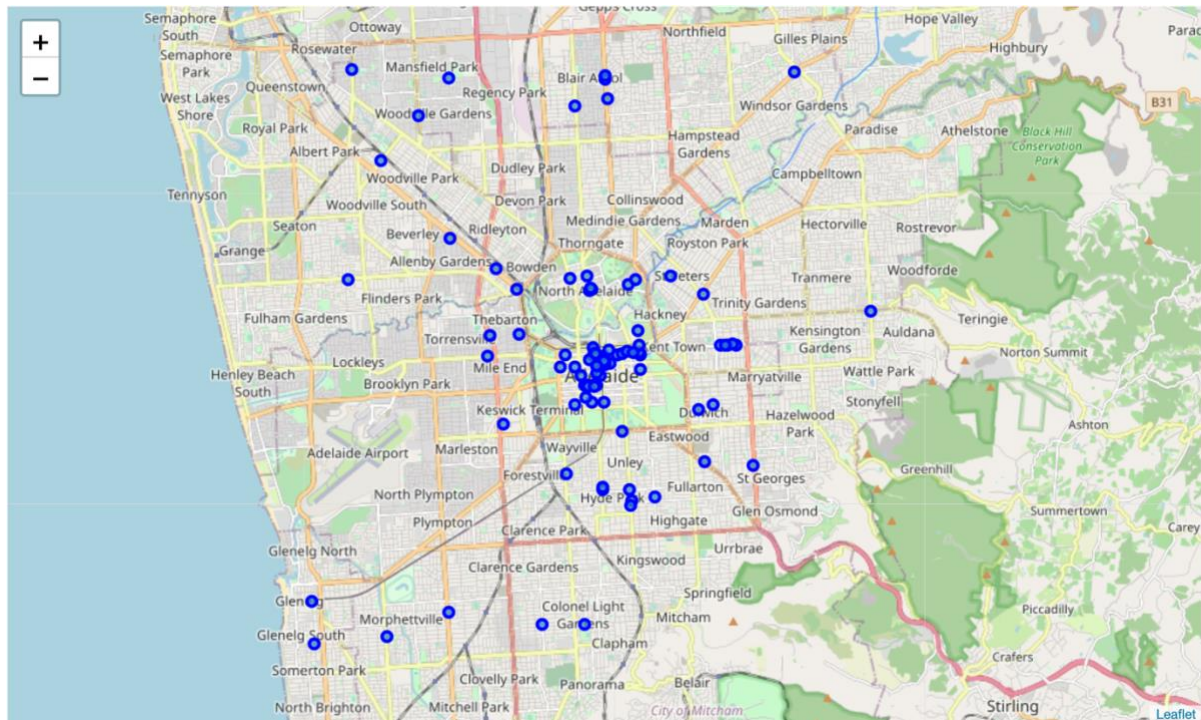 +
−
Semaphore
South
Ottoway
Gepps Cross
Northfield
Gilles Plains
Hope Valley
Rosewater
Semaphore
Park
Mansfield Park
Highbury
Queenstown
Regency Park
West Lakes
Shore
Windsor Gardens
B31
Royal Park
Paradise
Athelstone
Black Hill
Conservation
Park
Hampstead
Gardens
Albert Park
Woodville Park
Dudley Park
Campbelltown
Tennyson
Woodville South
Devon Park
Collinswood
Seaton
Beverley
Ridleyton
Medindie Gardens
Marden
Hectorville
Rostrevor
Grange
Thorngate
Royston Park
Allenby Gardens
Bowden
Tranmere
Woodforde
Flinders Park
North Adelaide
Trinity Gardens
Fulham Gardens
Thebarton
Hackney
Teringie
Torrensville
Kensington
Gardens
Auldana
Lockleys
Mile End
Kent Town
Norton Summit
Henley Beach
South
Brooklyn Park
Adelaide
Marryatville
Wattle Park
Stonyfell
Keswick Terminal
Dulwich
Hazelwood
Park
Ashton
Adelaide Airport
Marleston
Wayville
Eastwood
Greenhill
Forestville
Unley
St Georges
North Plympton
Hyde Park
Fullarton
Glen Osmond
Summertown
Plympton
Clarence Park
Highgate
Carey
Glenelg North
Urrbrae
Clarence Gardens
Kingswood
Springfield
Piccadilly
Glenelg
Morphettville
Colonel Light
Gardens
Mitcham
Glenelg South
Clapham
Crafers
Somerton Park
Clovelly Park
Panorama
Belair
North Brighton
Mitchell Park
City of Mitcham
Stirling
Leaflet